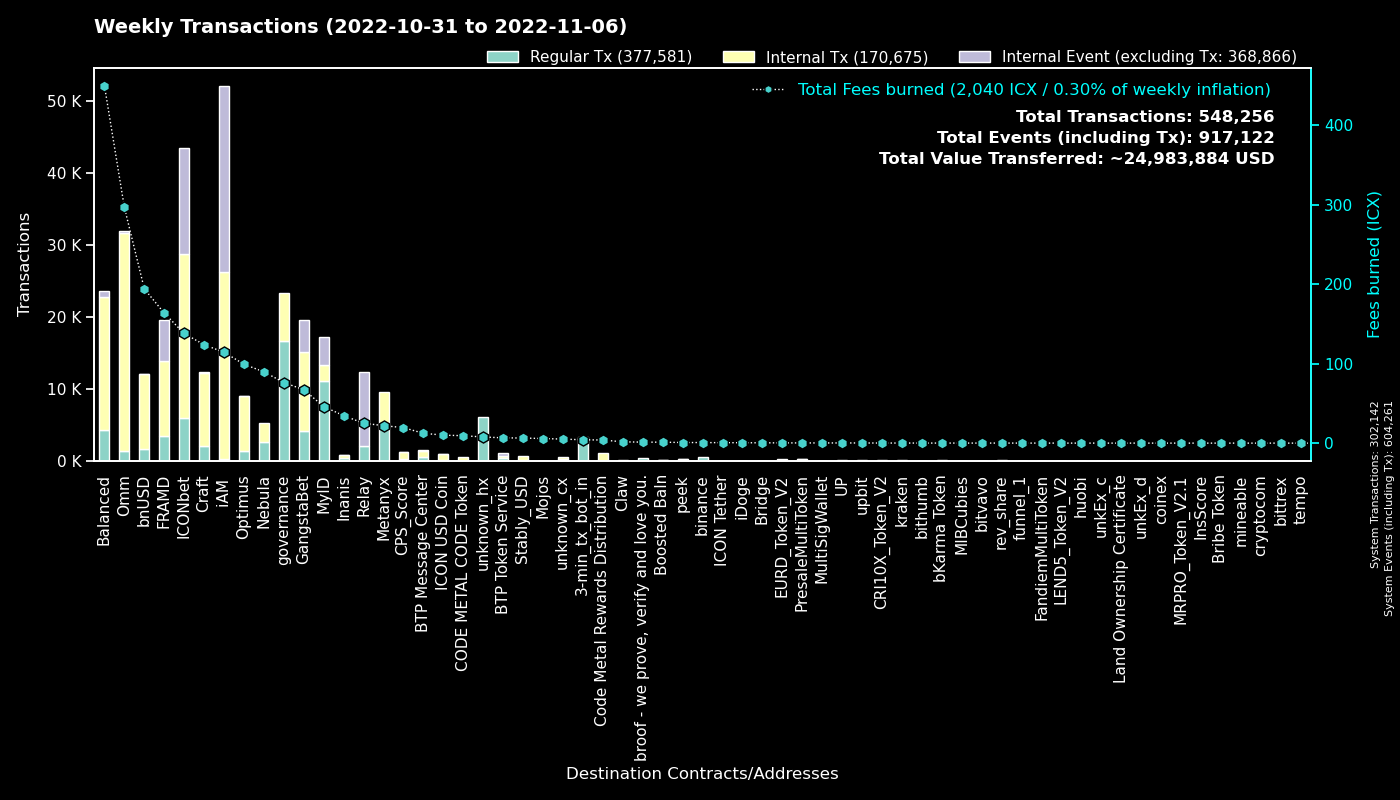 Weekly Transactions (2022-10-31 to 2022-11-06)
Regular Tx (377,581)
Internal Tx (170,675)
Internal Event (excluding Tx: 368,866)
Total Fees burned (2,040 ICX / 0.30% of weekly inflation)
Total Transactions: 548,256
Total Events (including Tx): 917,122
Total Value Transferred: ~24,983,884 USD
Transactions
50 K
40 K
30 K
20 K
10 K
0 K
400
300
200
100
0
Fees burned (ICX)
System Transactions: 302,142
System Events (including Tx): 604,261
Balanced
Omm
bnUSD
FRAMD
ICONbet
Craft
iAM
Optimus
Nebula
governance
GangstaBet
MyID
Inanis
Relay
Metanyx
CPS_Score
BTP Message Center
ICON USD Coin
CODE METAL CODE Token
unknown_hx
BTP Token Service
Stably_USD
Mojos
unknown_cx
3-min_tx_bot_in
Code Metal Rewards Distribution
Claw
broof - we prove, verify and love you.
Boosted Baln
peek
binance
ICON Tether
iDoge
Bridge
EURD_Token_V2
PresaleMultiToken
MultiSigWallet
UP
upbit
CRI10X_Token_V2
kraken
bithumb
bKarma Token
MIBCubies
bitvavo
rev_share
funnel_1
FandiemMultiToken
LEND5_Token_V2
huobi
unkEx_c
Land Ownership Certificate
unkEx_d
coinex
MRPRO_Token_V2.1
InsScore
Bribe Token
mineable
cryptocom
bittrex
tempo
Destination Contracts/Addresses